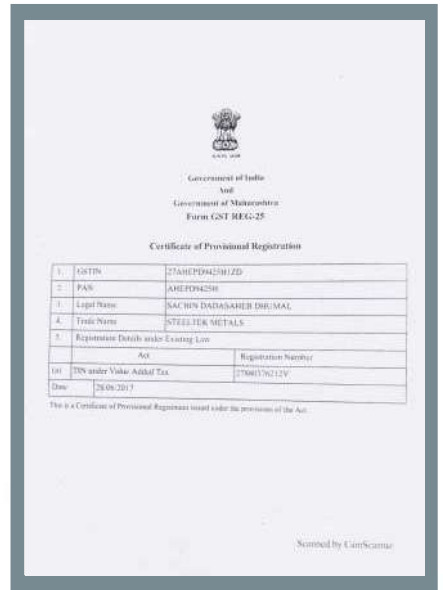 Government of India
And
Government of Maharashtra
Form GST REG-25
Certificate of Provisional Registration
1. GSTIN 27AHEPD9425H1ZD
2. PAN AHEPD9425H
3. Legal Name SACHIN DADASAHEB DHUMAL
4. Trade Name STEELTEK METALS
5. Registration Details under Existing Law
Act Registration Number
(a) TIN under Value Added Tax
Date 28/06/2017
This is a Certificate of Provisional Registration issued under the provisions of the Act.
Scanned by CamScanner